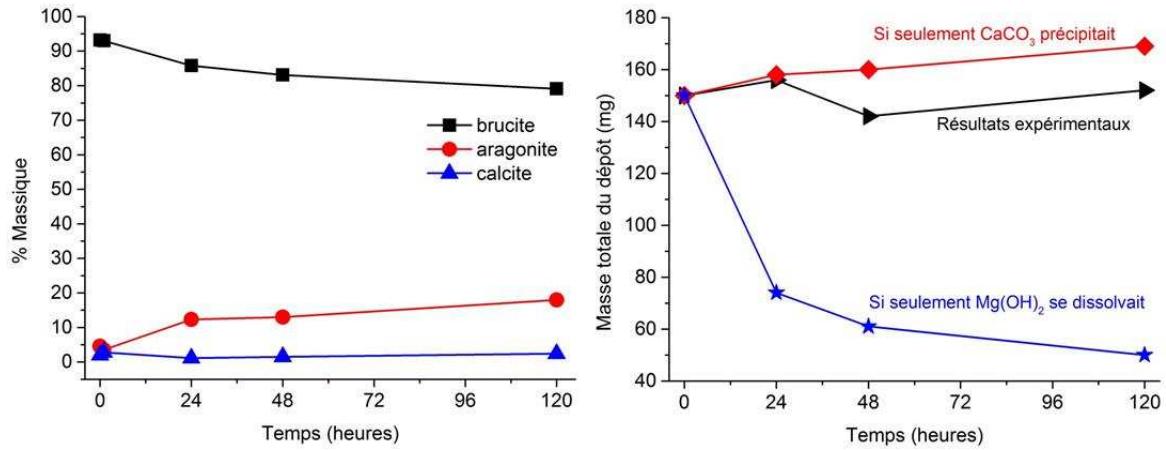 100
90
80
70
60
50
40
30
20
10
0
% Massique
brucite
aragonite
calcite
0 24 48 72 96 120
Temps (heures)
180
160
140
120
100
80
60
40
Masse totale du dépôt (mg)
Si seulement CaCO₃ précipitait
Résultats expérimentaux
Si seulement Mg(OH)₂ se dissolvait
0 24 48 72 96 120
Temps (heures)